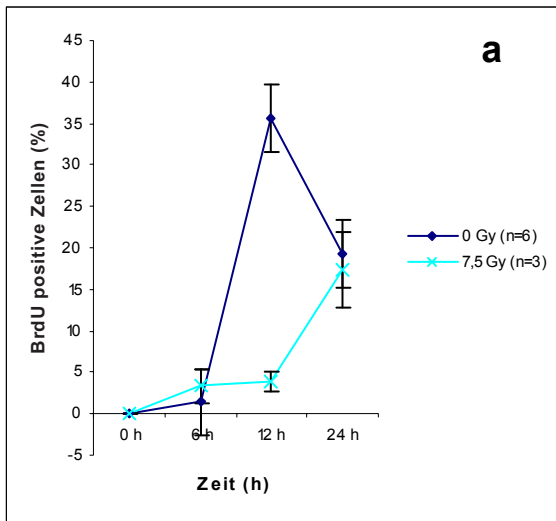 a
45
40
35
30
25
20
15
10
5
0
-5
BrdU positive Zellen (%)
0 h
6 h
12 h
24 h
Zeit (h)
0 Gy (n=6)
7,5 Gy (n=3)